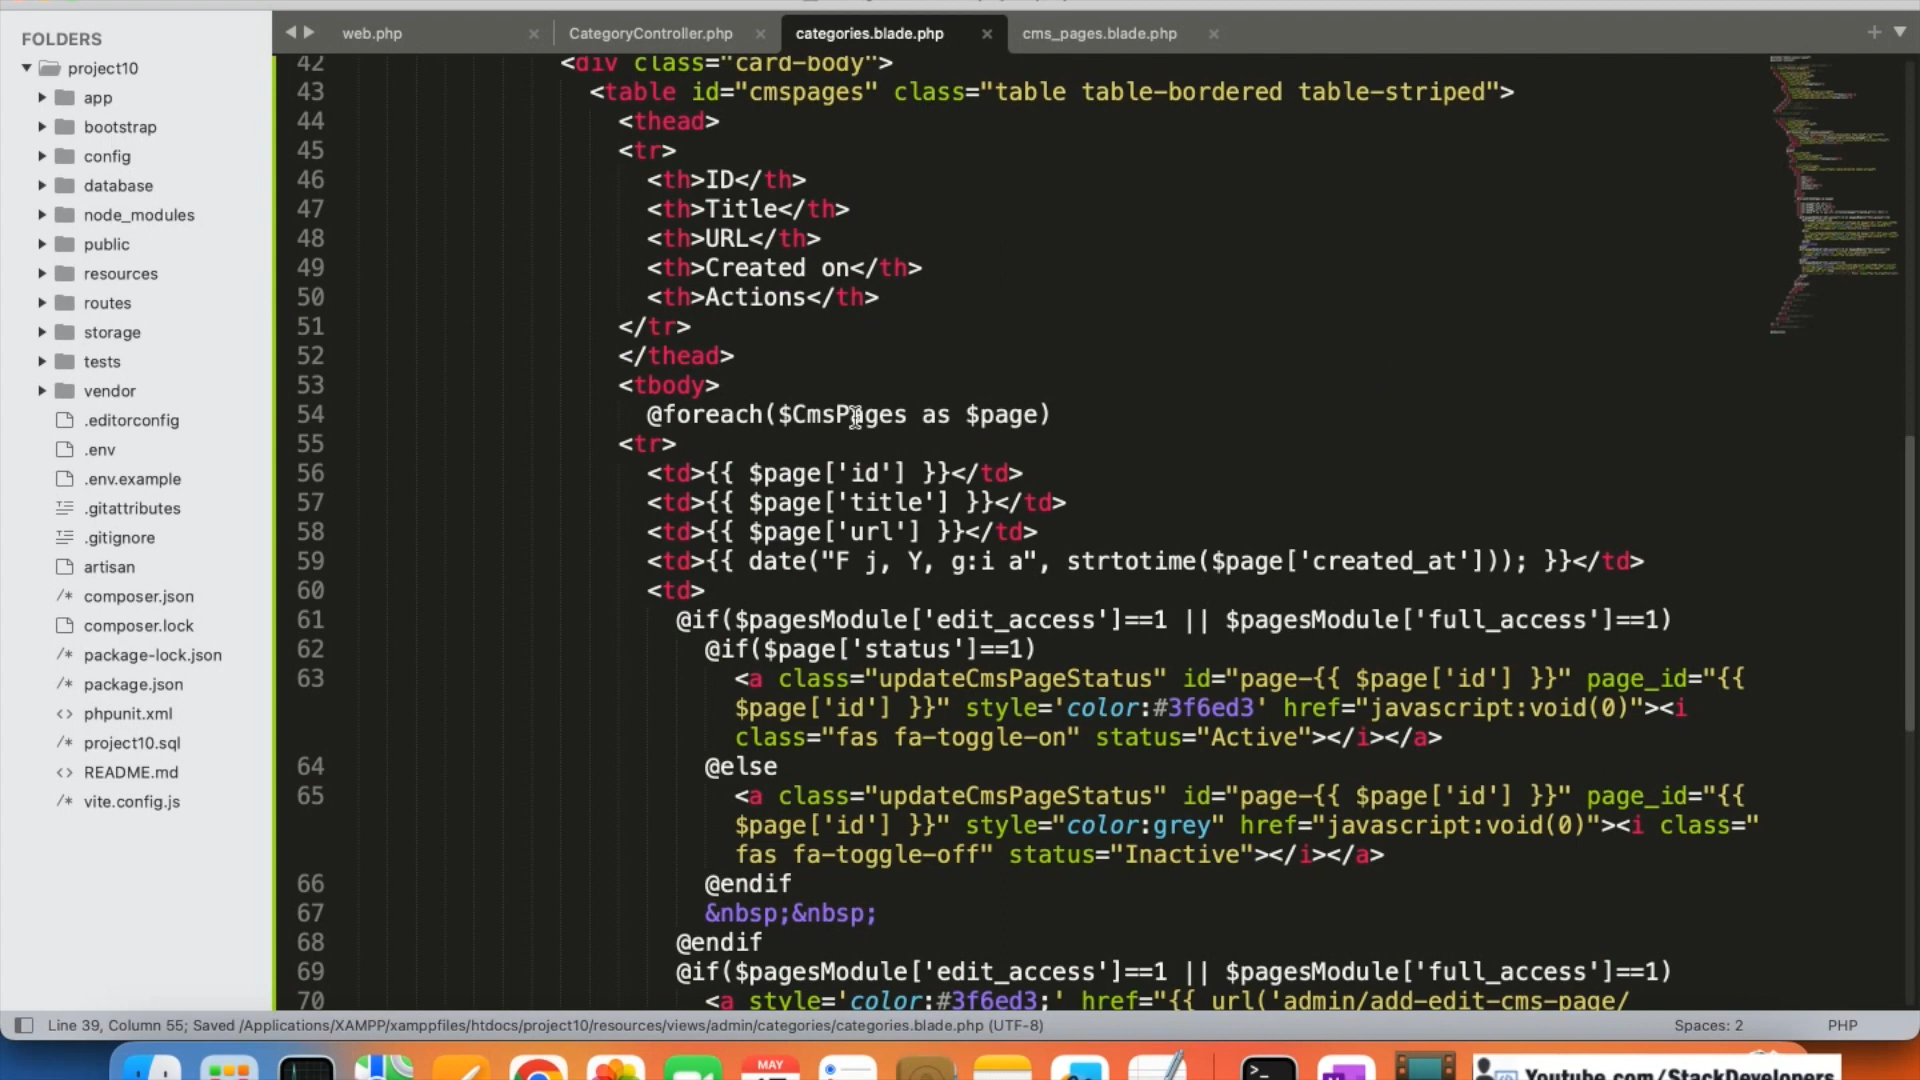 FOLDERS
project10
app
bootstrap
config
database
node_modules
public
resources
routes
storage
tests
vendor
.editorconfig
.env
.env.example
.gitattributes
.gitignore
artisan
composer.json
composer.lock
package-lock.json
package.json
phpunit.xml
project10.sql
README.md
vite.config.js
web.php
CategoryController.php
categories.blade.php
cms_pages.blade.php
42 <div class="card-body">
43 <table id="cmspages" class="table table-bordered table-striped">
44 <thead>
45 <tr>
46 <th>ID</th>
47 <th>Title</th>
48 <th>URL</th>
49 <th>Created on</th>
50 <th>Actions</th>
51 </tr>
52 </thead>
53 <tbody>
54 @foreach($CmsPages as $page)
55 <tr>
56 <td>{{ $page['id'] }}</td>
57 <td>{{ $page['title'] }}</td>
58 <td>{{ $page['url'] }}</td>
59 <td>{{ date("F j, Y, g:i a", strtotime($page['created_at'])); }}</td>
60 <td>
61 @if($pagesModule['edit_access']==1 || $pagesModule['full_access']==1)
62 @if($page['status']==1)
63 <a class="updateCmsPageStatus" id="page-{{ $page['id'] }}" page_id="{{
$page['id'] }}" style='color:#3f6ed3' href="javascript:void(0)"><i
class="fas fa-toggle-on" status="Active"></i></a>
64 @else
65 <a class="updateCmsPageStatus" id="page-{{ $page['id'] }}" page_id="{{
$page['id'] }}" style="color:grey" href="javascript:void(0)"><i class="
fas fa-toggle-off" status="Inactive"></i></a>
66 @endif
67 &nbsp;&nbsp;
68 @endif
69 @if($pagesModule['edit_access']==1 || $pagesModule['full_access']==1)
70 <a style='color:#3f6ed3;' href="{{ url('admin/add-edit-cms-page/
Line 39, Column 55; Saved /Applications/XAMPP/xamppfiles/htdocs/project10/resources/views/admin/categories/categories.blade.php (UTF-8)
Spaces: 2
PHP
MAY
Youtube.com/StackDevelopers